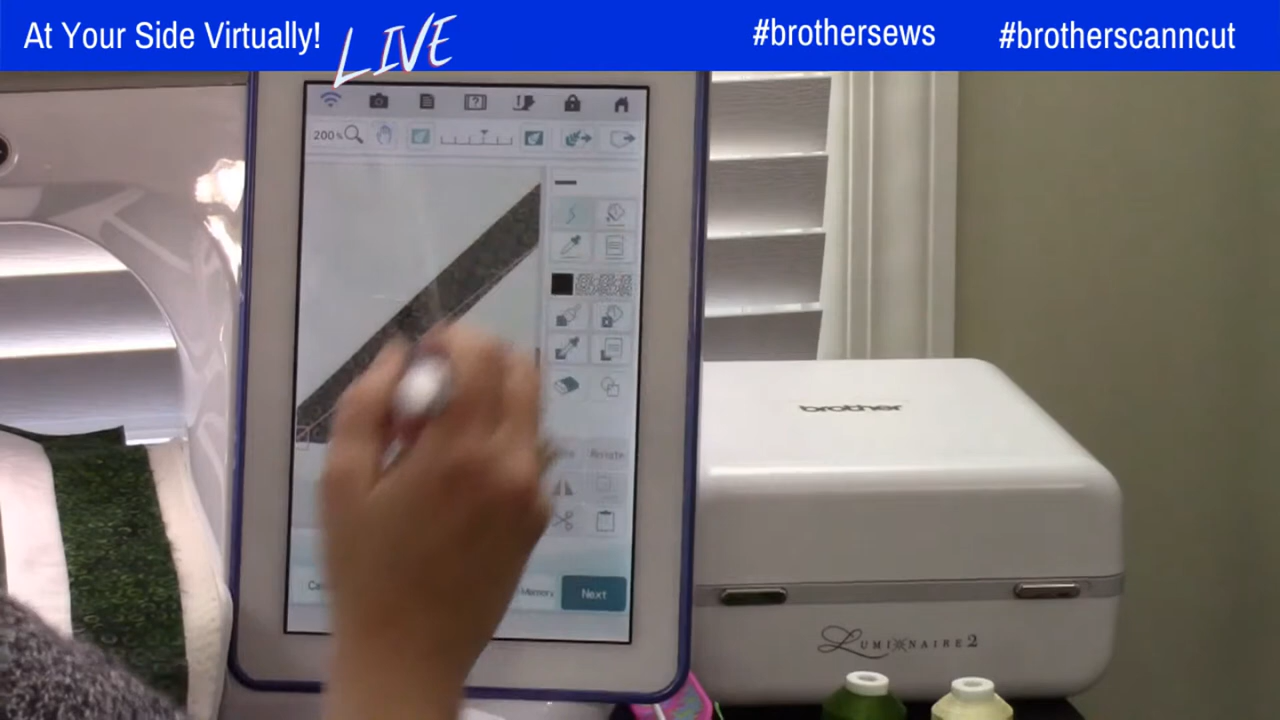 At Your Side Virtually!
LIVE
#brothersews
#brotherscanncut
200%
brother
Rotate
Memory
Next
LUMINAIRE 2